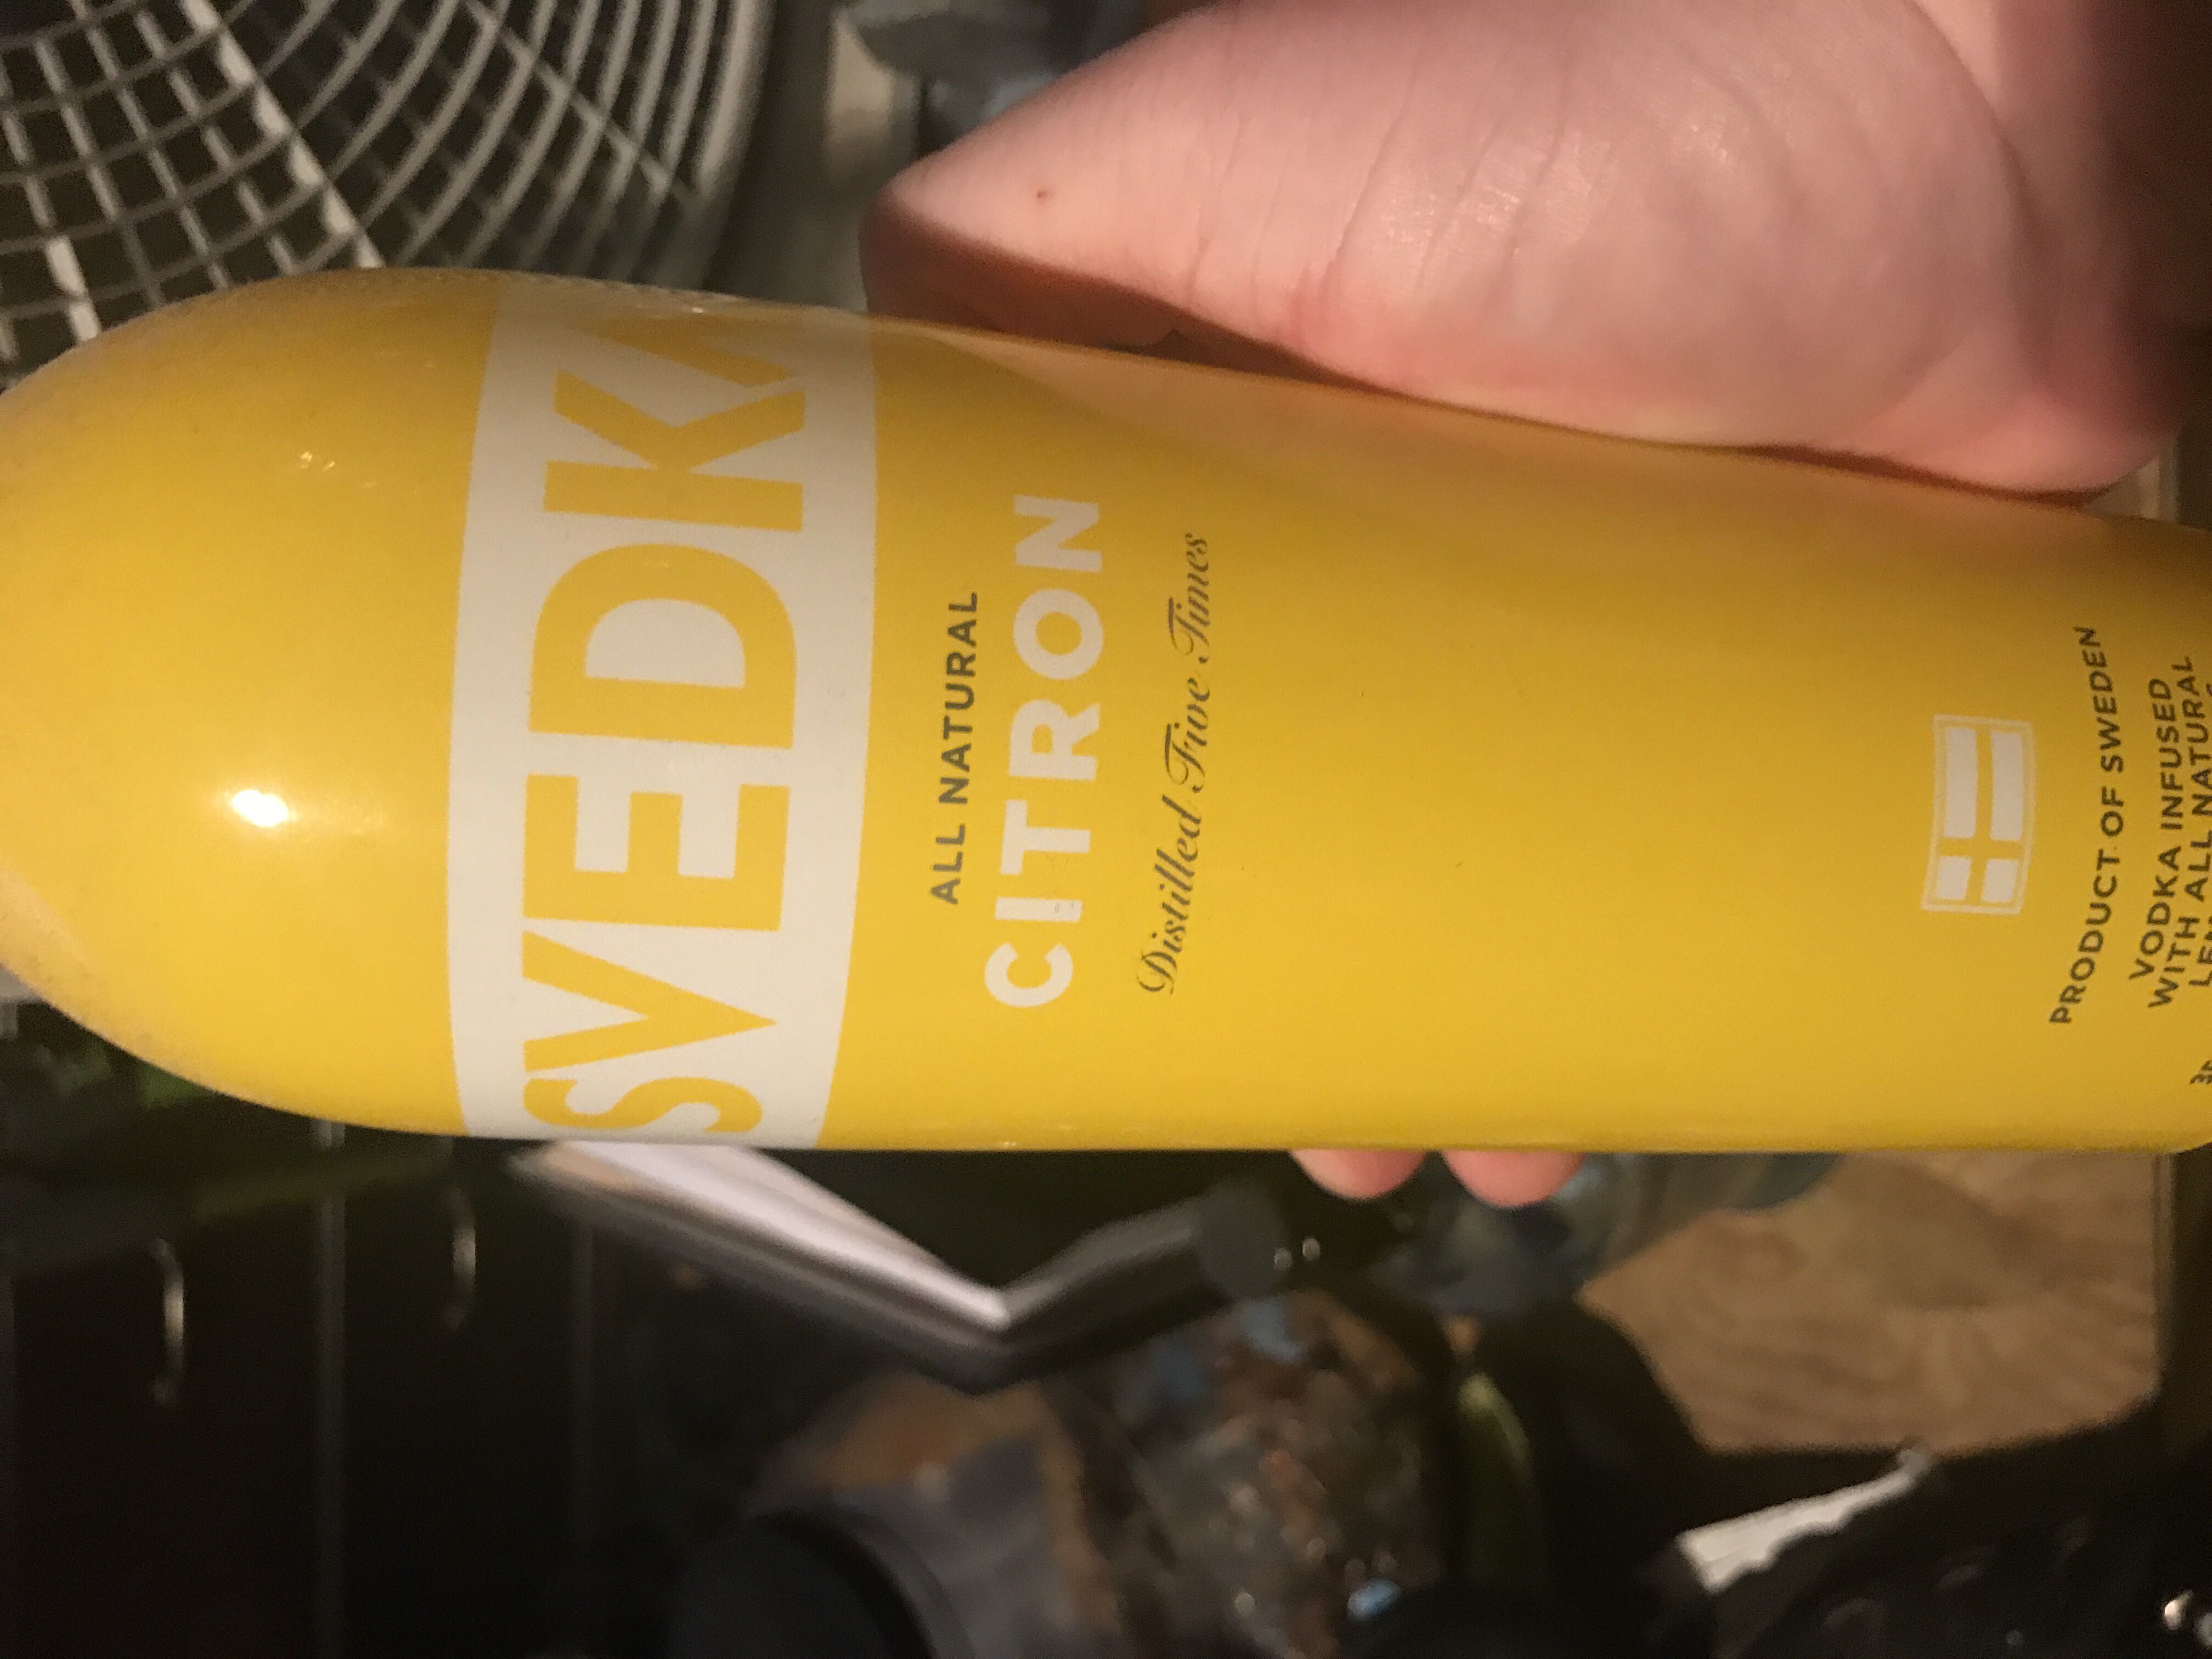 SVEDK
ALL NATURAL
CITRON
Distilled Five Times
PRODUCT OF SWEDEN
VODKA INFUSED
WITH ALL NATURAL